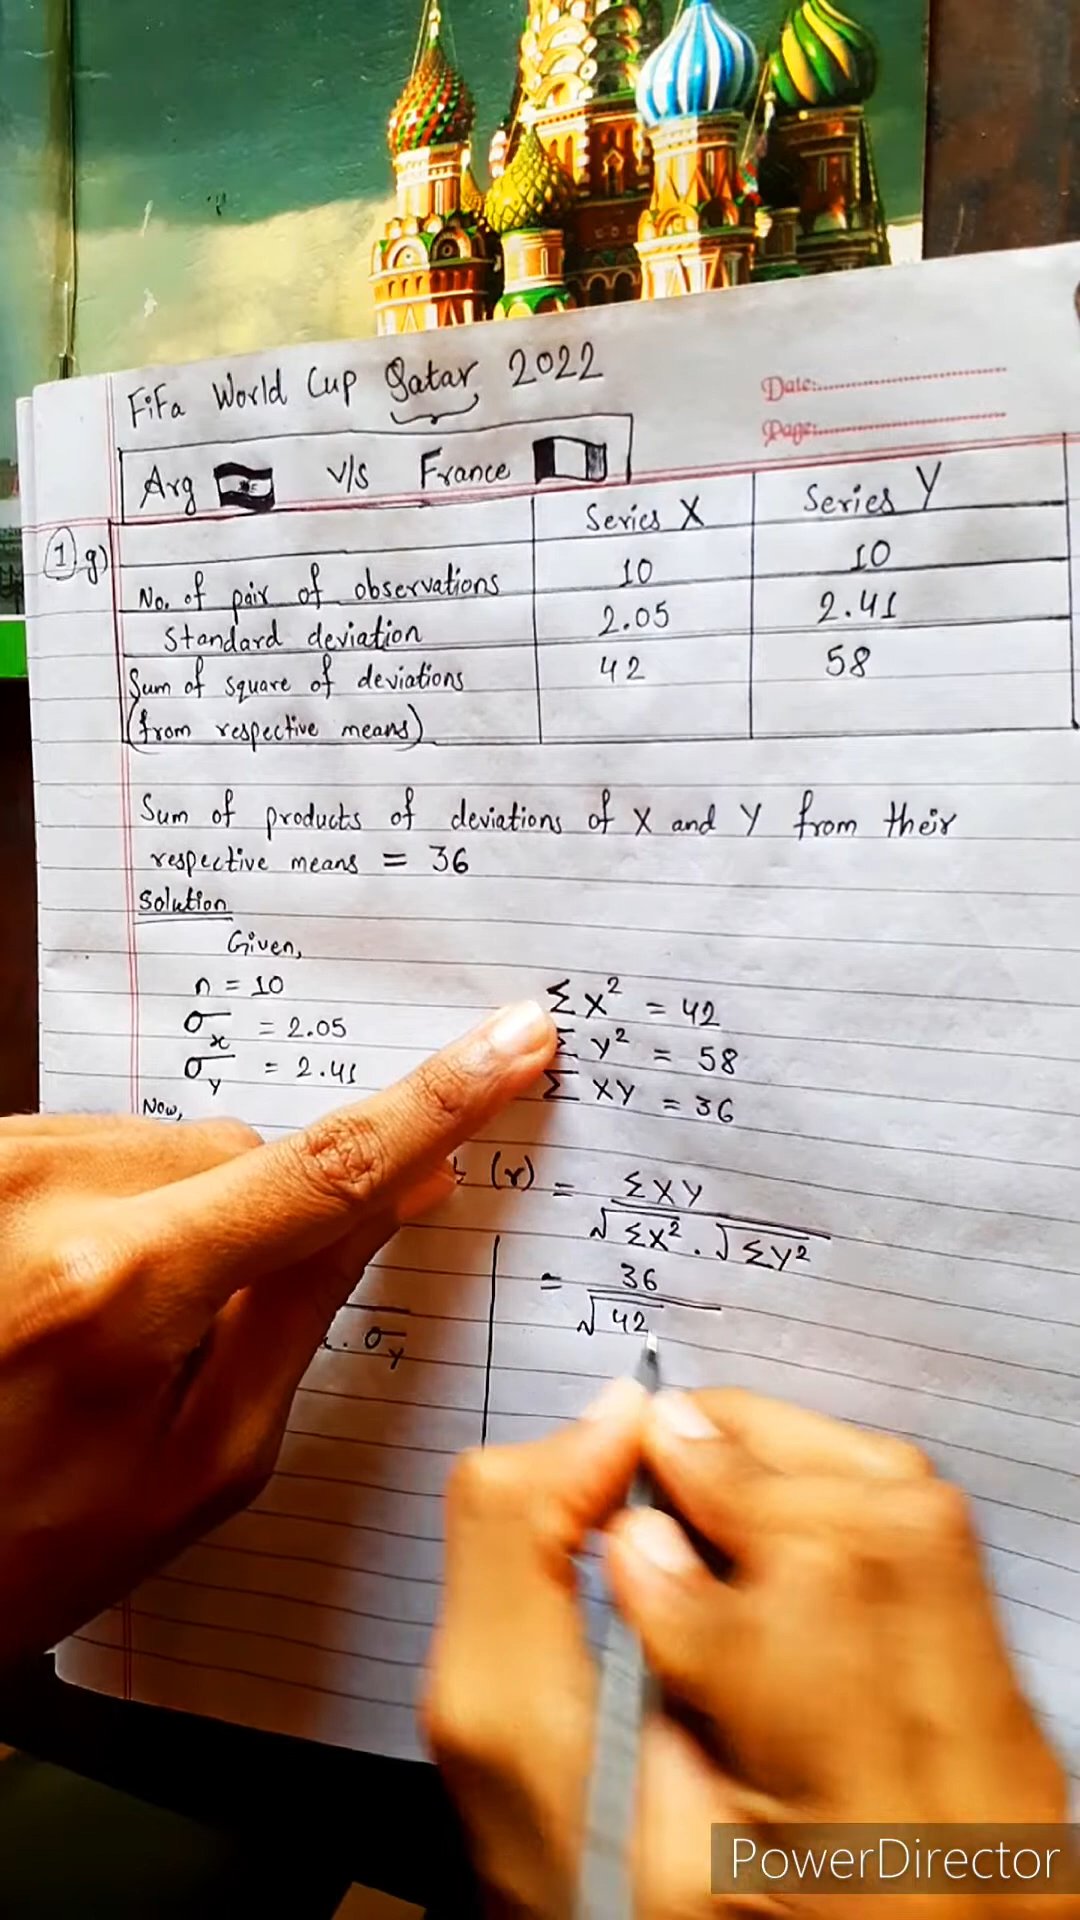 FiFa World Cup Qatar 2022
Date:
Page:
Arg v/s France
Series X Series Y
1 g) No. of pair of observations 10 10
Standard deviation 2.05 2.41
Sum of square of deviations 42 58
(from respective means)
Sum of products of deviations of X and Y from their
respective means = 36
Solution
Given,
n = 10 Σx² = 42
σx = 2.05 Σy² = 58
σy = 2.41 Σxy = 36
Now,
(r) = ΣXY
√Σx² . √Σy²
= 36
√42
. σy
PowerDirector